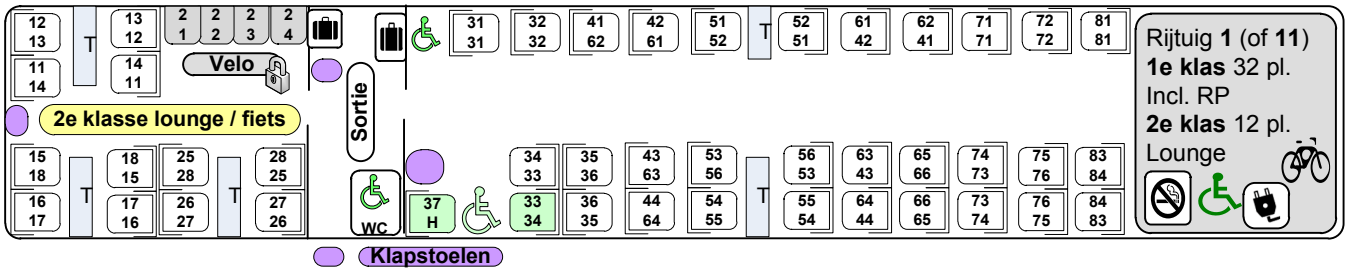 12 13 2 2 2 2 31 32 41 42 51 52 61 62 71 72 81
13 T 12 1 2 3 4 31 32 62 61 52 T 51 42 41 71 72 81
11 14 Velo
14 11
2e klasse lounge / fiets
Sortie
15 18 25 28 34 35 43 53 56 63 65 74 75 83
18 15 28 25 33 36 63 56 53 43 66 73 76 84
T T T
16 17 26 27 37 33 36 44 54 55 64 66 73 76 84
17 16 27 26 WC H 34 35 64 55 54 44 65 74 75 83
Klapstoelen
Rijtuig 1 (of 11)
1e klas 32 pl.
Incl. RP
2e klas 12 pl.
Lounge